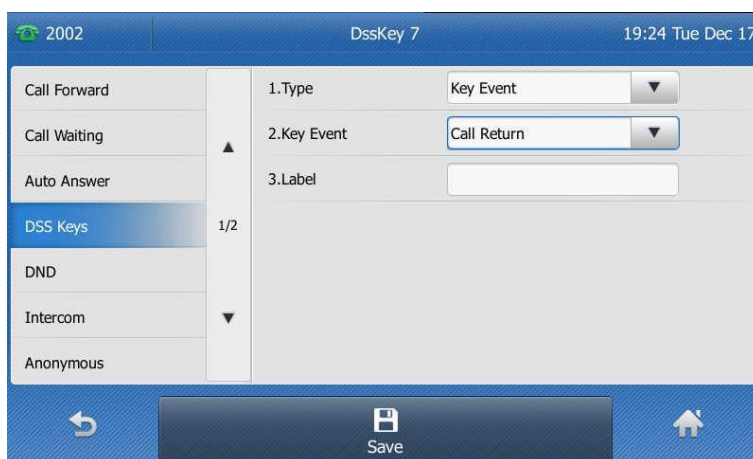 2002 DssKey 7 19:24 Tue Dec 17
Call Forward
Call Waiting
Auto Answer
DSS Keys
DND
Intercom
Anonymous
1/2
1.Type Key Event
2.Key Event Call Return
3.Label
Save